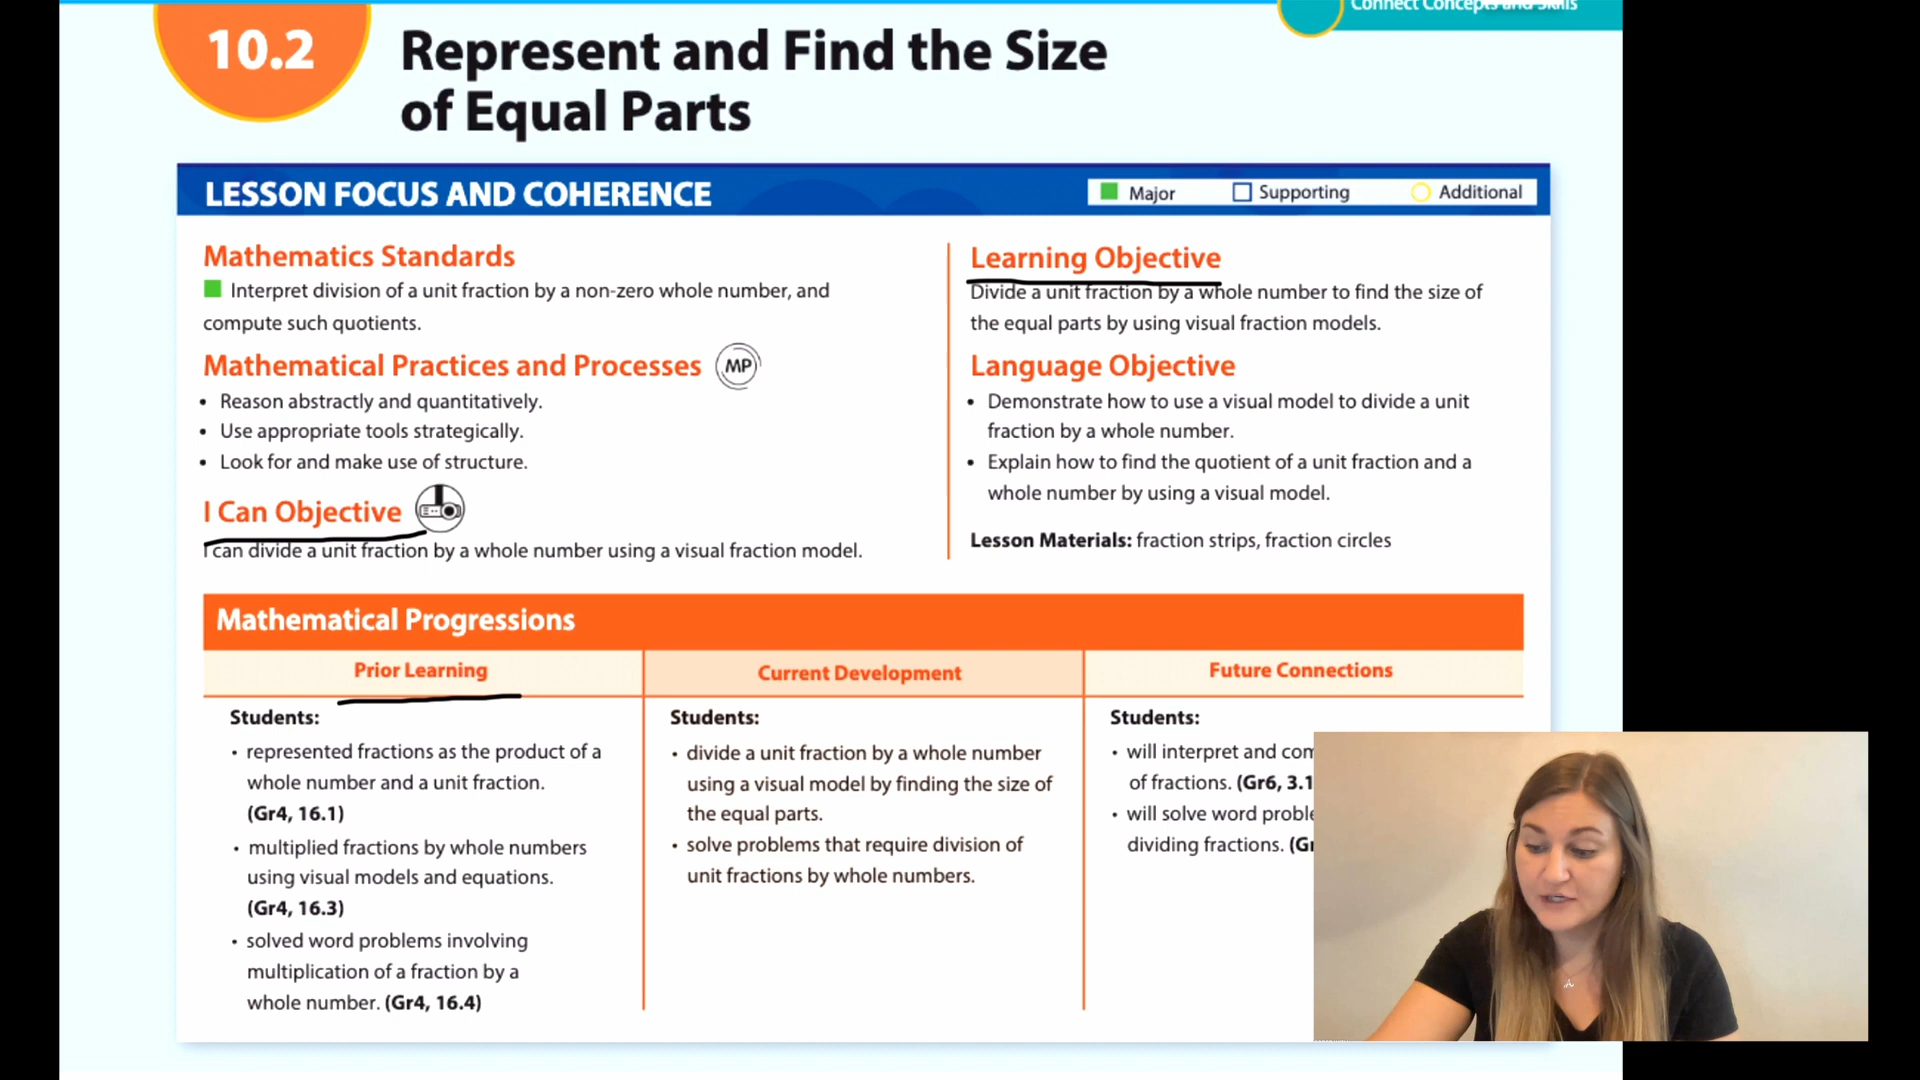 Connect Concepts and Skills
10.2
Represent and Find the Size
of Equal Parts
LESSON FOCUS AND COHERENCE
Major
Supporting
Additional
Mathematics Standards
Interpret division of a unit fraction by a non-zero whole number, and
compute such quotients.
Mathematical Practices and Processes
MP
• Reason abstractly and quantitatively.
• Use appropriate tools strategically.
• Look for and make use of structure.
I Can Objective
I can divide a unit fraction by a whole number using a visual fraction model.
Learning Objective
Divide a unit fraction by a whole number to find the size of
the equal parts by using visual fraction models.
Language Objective
• Demonstrate how to use a visual model to divide a unit
fraction by a whole number.
• Explain how to find the quotient of a unit fraction and a
whole number by using a visual model.
Lesson Materials: fraction strips, fraction circles
Mathematical Progressions
Prior Learning
Students:
• represented fractions as the product of a
whole number and a unit fraction.
(Gr4, 16.1)
• multiplied fractions by whole numbers
using visual models and equations.
(Gr4, 16.3)
• solved word problems involving
multiplication of a fraction by a
whole number. (Gr4, 16.4)
Current Development
Students:
• divide a unit fraction by a whole number
using a visual model by finding the size of
the equal parts.
• solve problems that require division of
unit fractions by whole numbers.
Future Connections
Students:
• will interpret and com
of fractions. (Gr6, 3.1
• will solve word proble
dividing fractions. (Gr